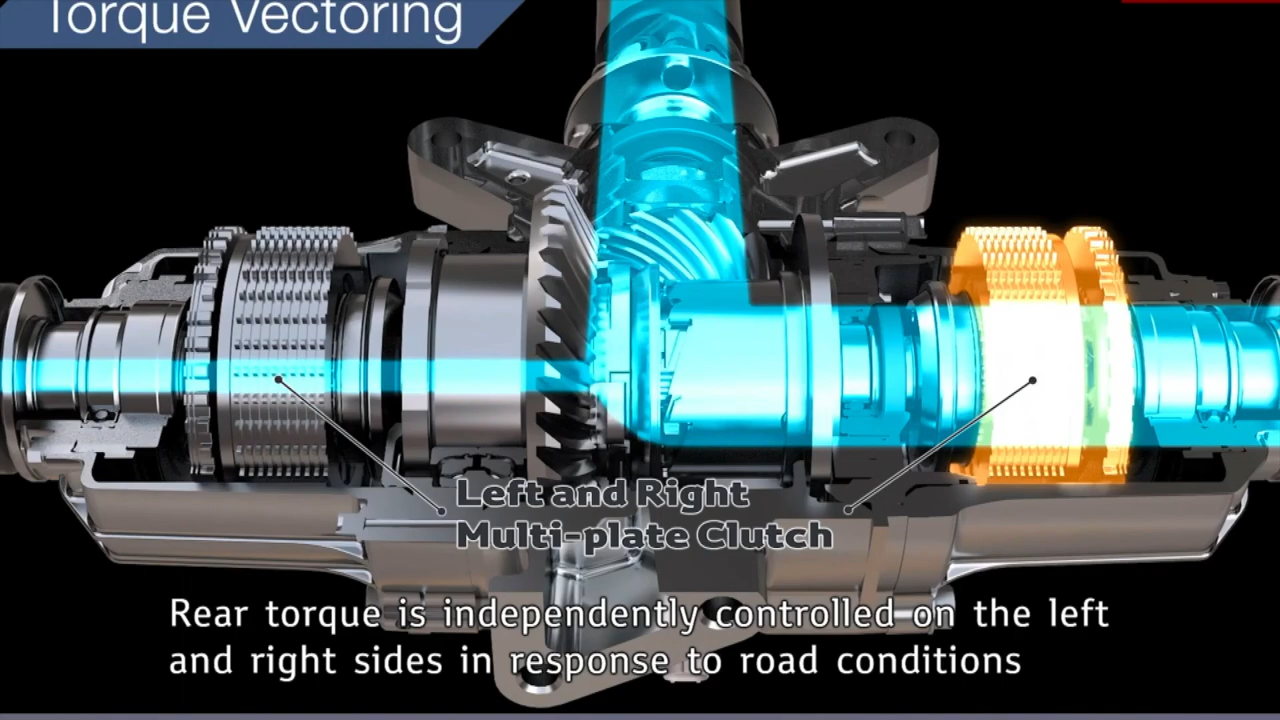 Torque Vectoring
Left and Right
Multi-plate Clutch
Rear torque is independently controlled on the left
and right sides in response to road conditions